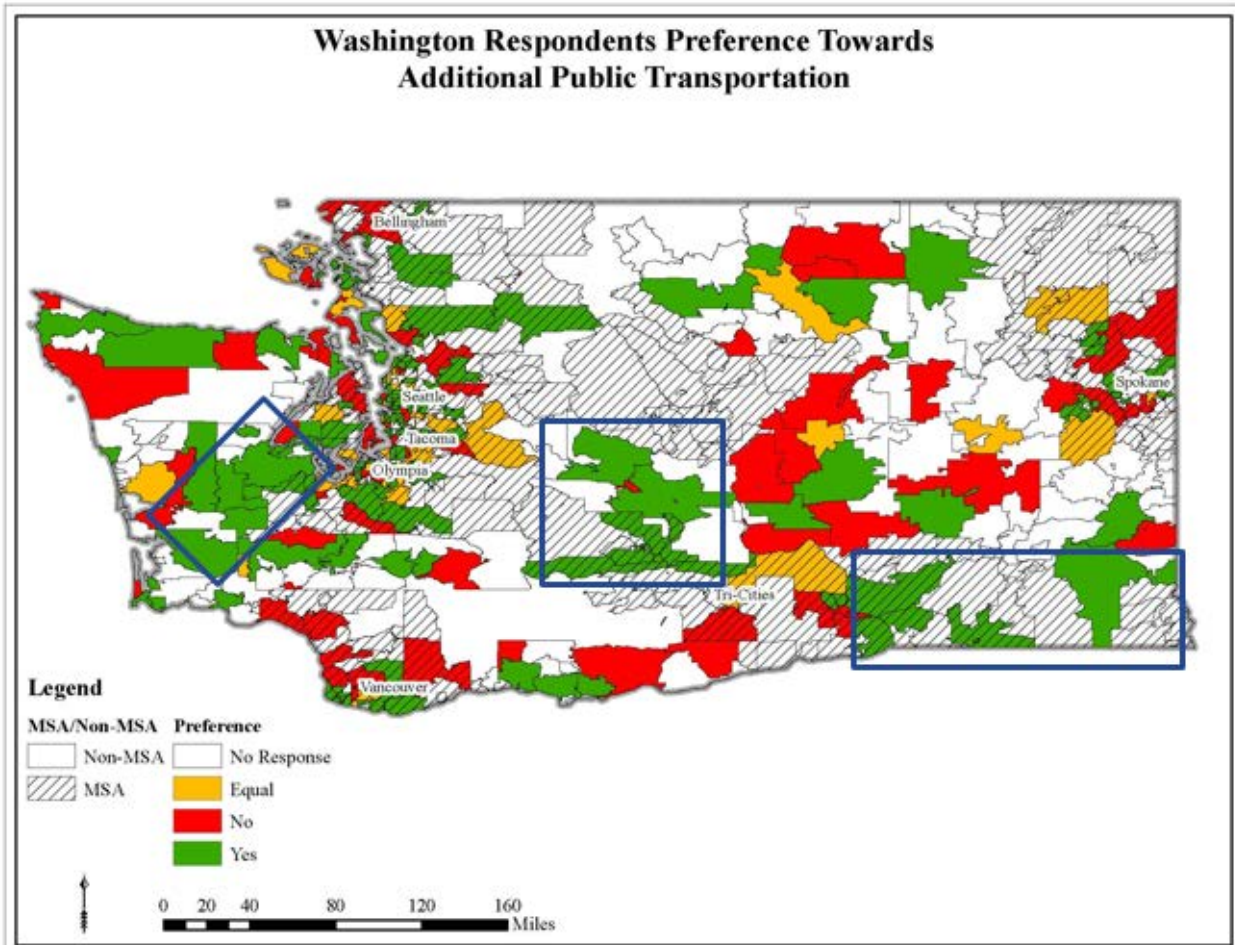 Washington Respondents Preference Towards
Additional Public Transportation
Bellingham
Seattle
Tacoma
Olympia
Spokane
Tri-Cities
Vancouver
Legend
MSA/Non-MSA Preference
Non-MSA No Response
MSA Equal
No
Yes
0 20 40 80 120 160
Miles